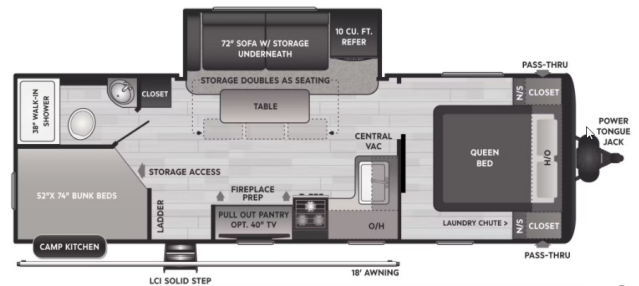 72" SOFA W/ STORAGE
UNDERNEATH
10 CU. FT.
REFER
PASS-THRU
38" WALK-IN
SHOWER
CLOSET
STORAGE DOUBLES AS SEATING
TABLE
N/S
CLOSET
CENTRAL
VAC
QUEEN
BED
H/O
POWER
TONGUE
JACK
STORAGE ACCESS
52"X 74" BUNK BEDS
LADDER
FIREPLACE
PREP
PULL OUT PANTRY
OPT. 40" TV
O/H
LAUNDRY CHUTE >
N/S
CLOSET
CAMP KITCHEN
PASS-THRU
18' AWNING
LCI SOLID STEP